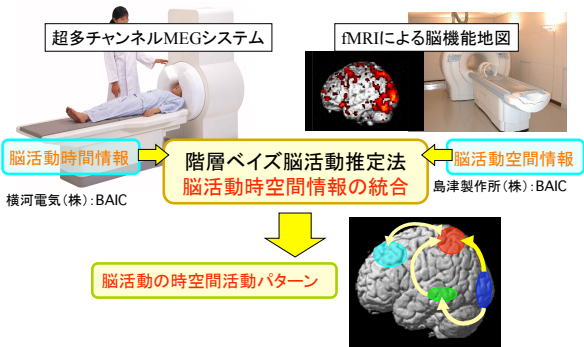 超多チャンネルMEGシステム
fMRIによる脳機能地図
脳活動時間情報
階層ベイズ脳活動推定法
脳活動時空間情報の統合
脳活動空間情報
横河電気（株）：BAIC
島津製作所（株）：BAIC
脳活動の時空間活動パターン